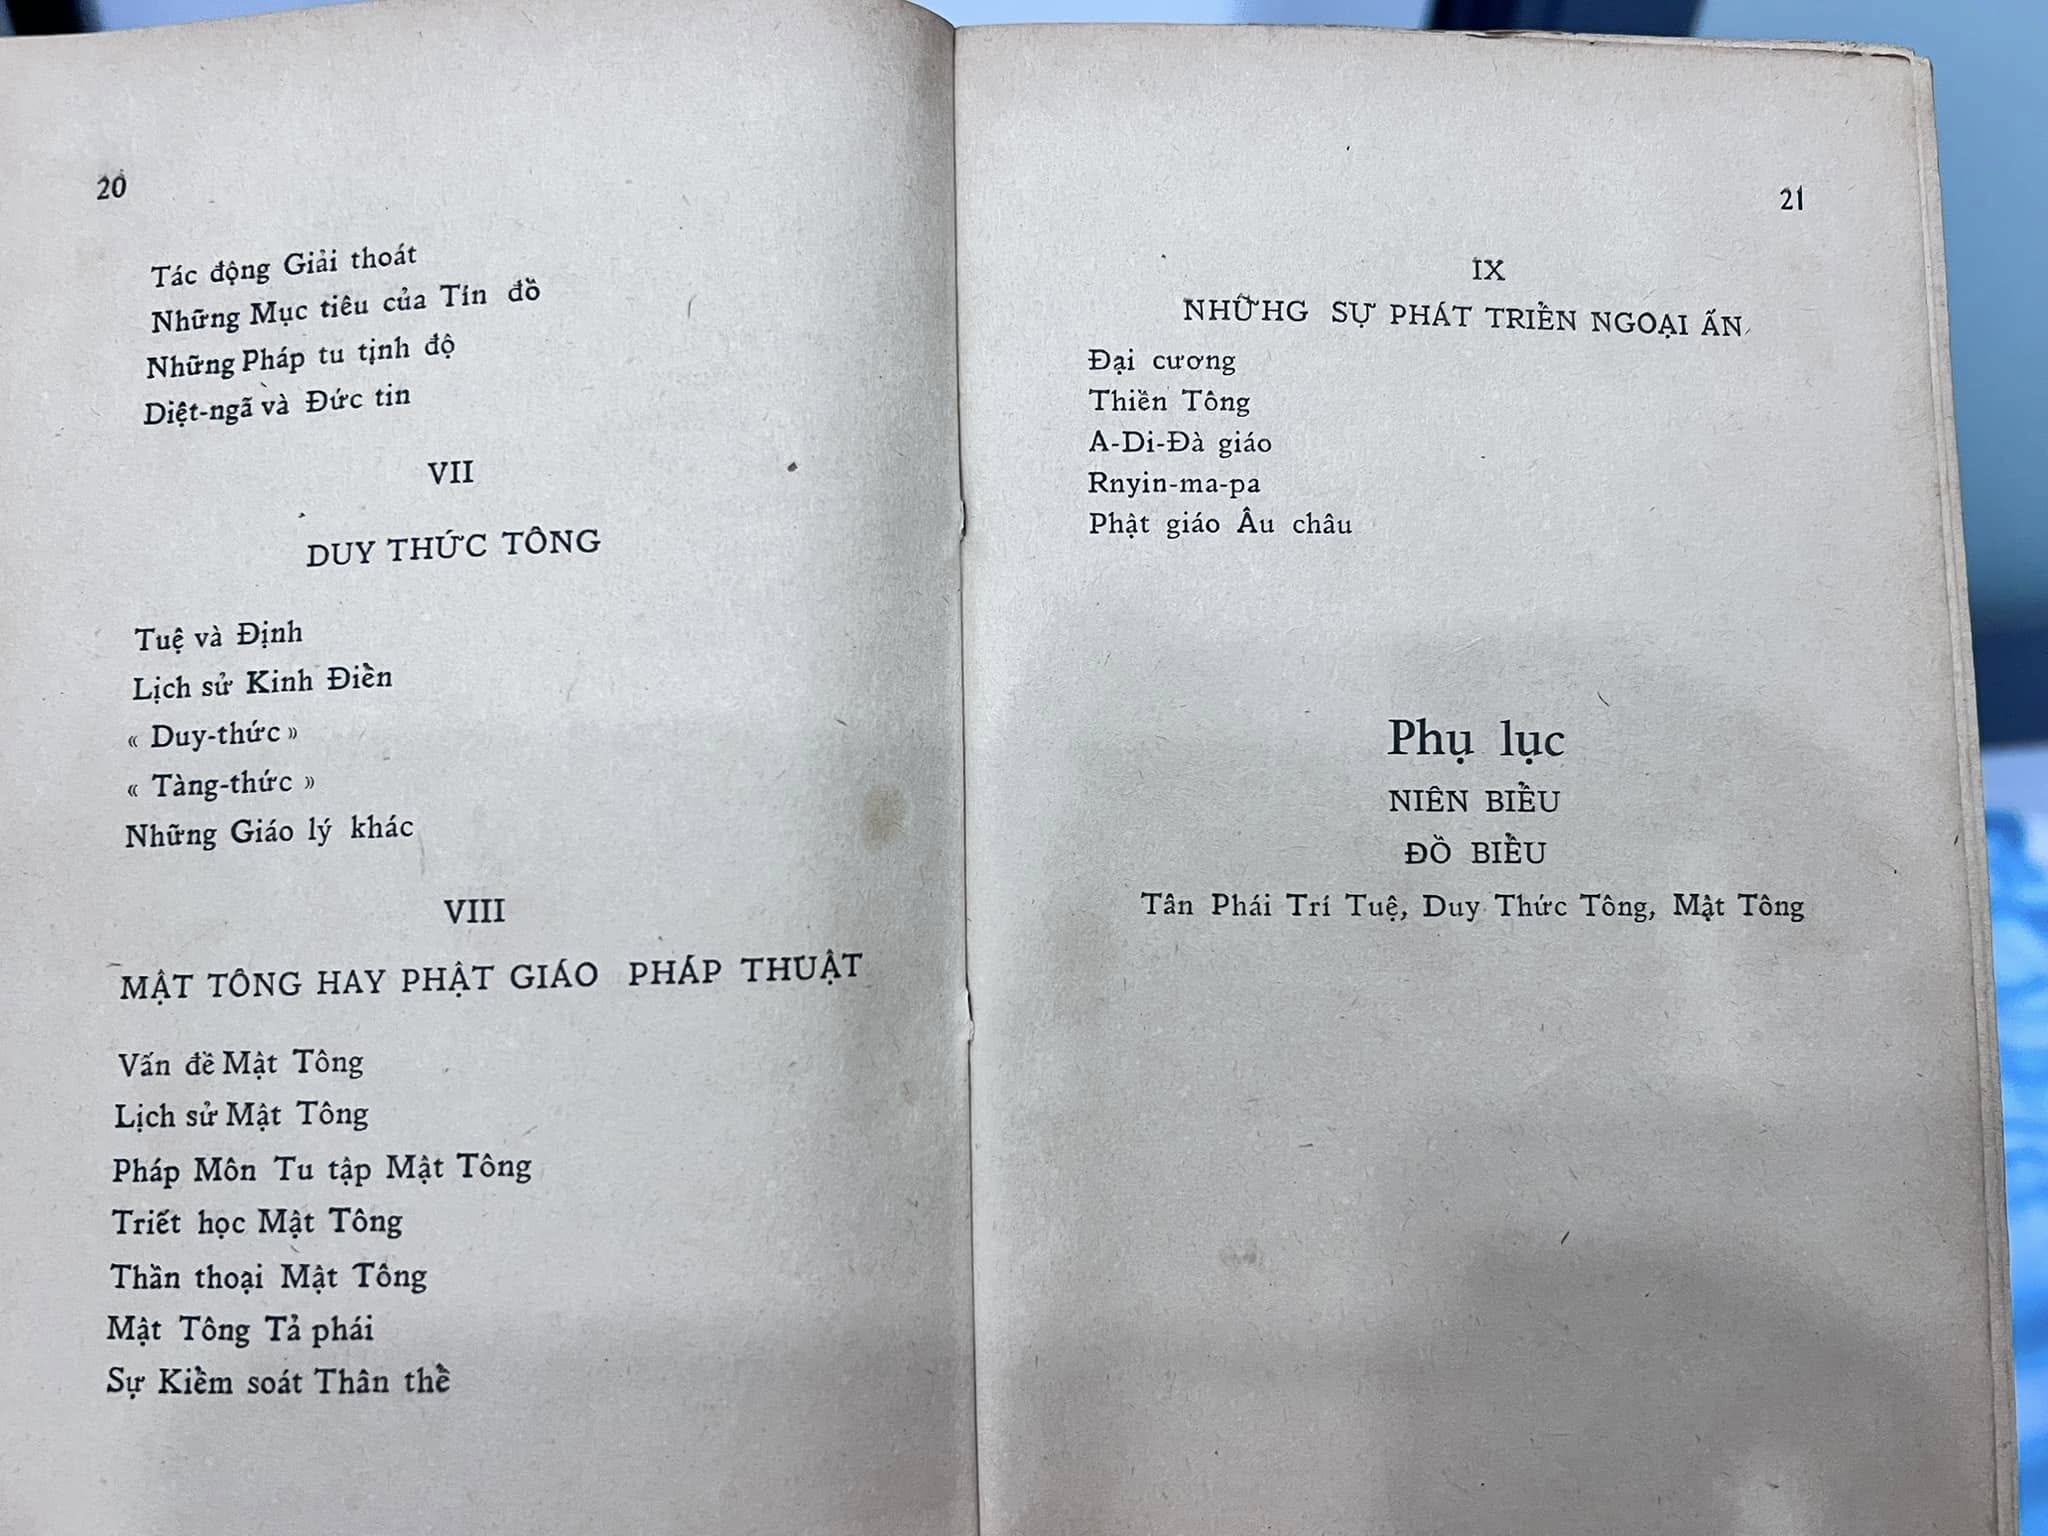 20
Tác động Giải thoát
Những Mục tiêu của Tín đồ
Những Pháp tu tịnh độ
Diệt-ngã và Đức tin
VII
DUY THỨC TÔNG
Tuệ và Định
Lịch sử Kinh Điển
« Duy-thức »
« Tàng-thức »
Những Giáo lý khác
VIII
MẬT TÔNG HAY PHẬT GIÁO PHÁP THUẬT
Vấn đề Mật Tông
Lịch sử Mật Tông
Pháp Môn Tu tập Mật Tông
Triết học Mật Tông
Thần thoại Mật Tông
Mật Tông Tả phái
Sự Kiểm soát Thân thể
21
IX
NHỮHG SỰ PHÁT TRIỂN NGOẠI ẤN
Đại cương
Thiền Tông
A-Di-Đà giáo
Rnyin-ma-pa
Phật giáo Âu châu
Phụ lục
NIÊN BIỂU
ĐỒ BIỂU
Tân Phái Trí Tuệ, Duy Thức Tông, Mật Tông